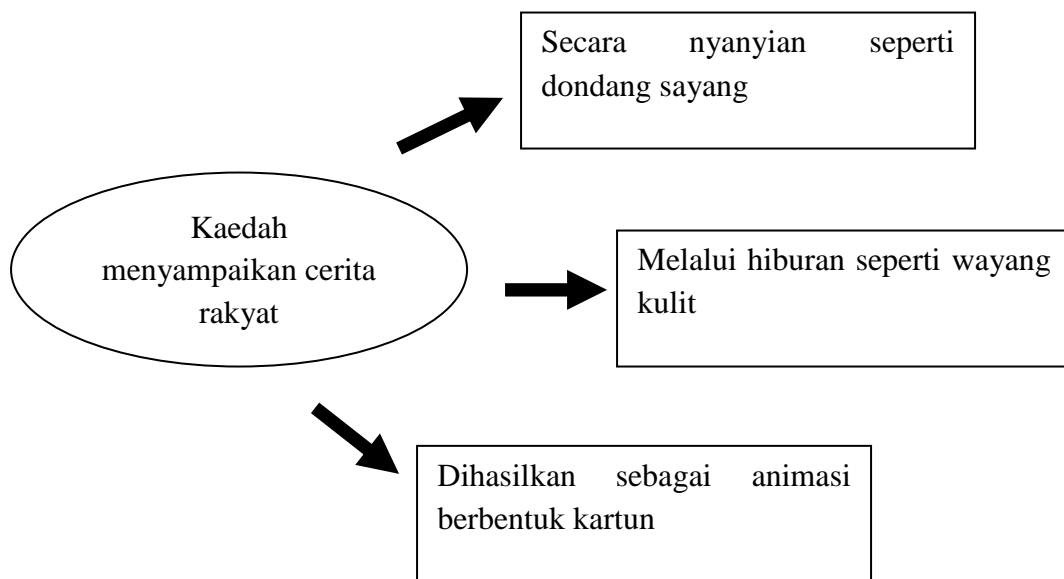 Secara nyanyian seperti
dondang sayang
Kaedah
menyampaikan cerita
rakyat
Melalui hiburan seperti wayang
kulit
Dihasilkan sebagai animasi
berbentuk kartun